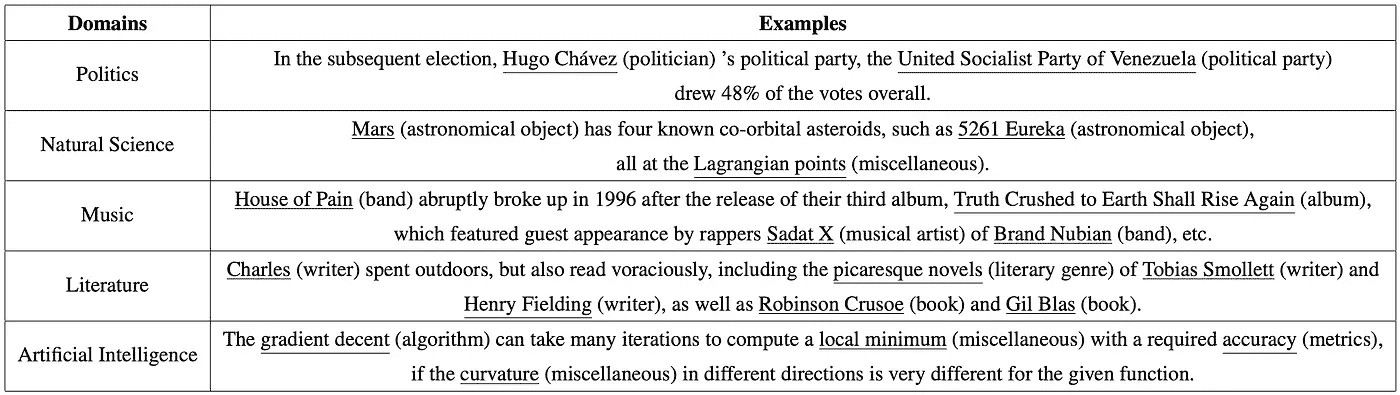 Domains Examples
Politics
In the subsequent election, Hugo Chávez (politician) ’s political party, the United Socialist Party of Venezuela (political party)
drew 48% of the votes overall.
Natural Science
Mars (astronomical object) has four known co-orbital asteroids, such as 5261 Eureka (astronomical object),
all at the Lagrangian points (miscellaneous).
Music
House of Pain (band) abruptly broke up in 1996 after the release of their third album, Truth Crushed to Earth Shall Rise Again (album),
which featured guest appearance by rappers Sadat X (musical artist) of Brand Nubian (band), etc.
Literature
Charles (writer) spent outdoors, but also read voraciously, including the picaresque novels (literary genre) of Tobias Smollett (writer) and
Henry Fielding (writer), as well as Robinson Crusoe (book) and Gil Blas (book).
Artificial Intelligence
The gradient decent (algorithm) can take many iterations to compute a local minimum (miscellaneous) with a required accuracy (metrics),
if the curvature (miscellaneous) in different directions is very different for the given function.